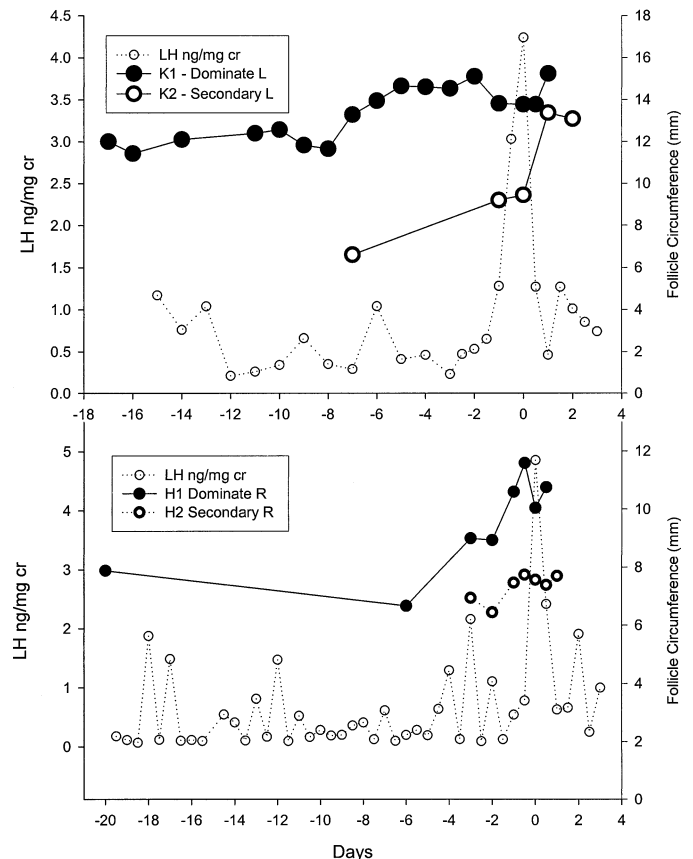 4.5
4.0
3.5
3.0
2.5
2.0
1.5
1.0
0.5
0.0
LH ng/mg cr
LH ng/mg cr
K1 - Dominate L
K2 - Secondary L
18
16
14
12
10
8
6
4
2
0
Follicle Circumference (mm)
-18 -16 -14 -12 -10 -8 -6 -4 -2 0 2 4
5
4
3
2
1
0
LH ng/mg cr
LH ng/mg cr
H1 Dominate R
H2 Secondary R
12
10
8
6
4
2
0
Follicle Circumference (mm)
-20 -18 -16 -14 -12 -10 -8 -6 -4 -2 0 2 4
Days